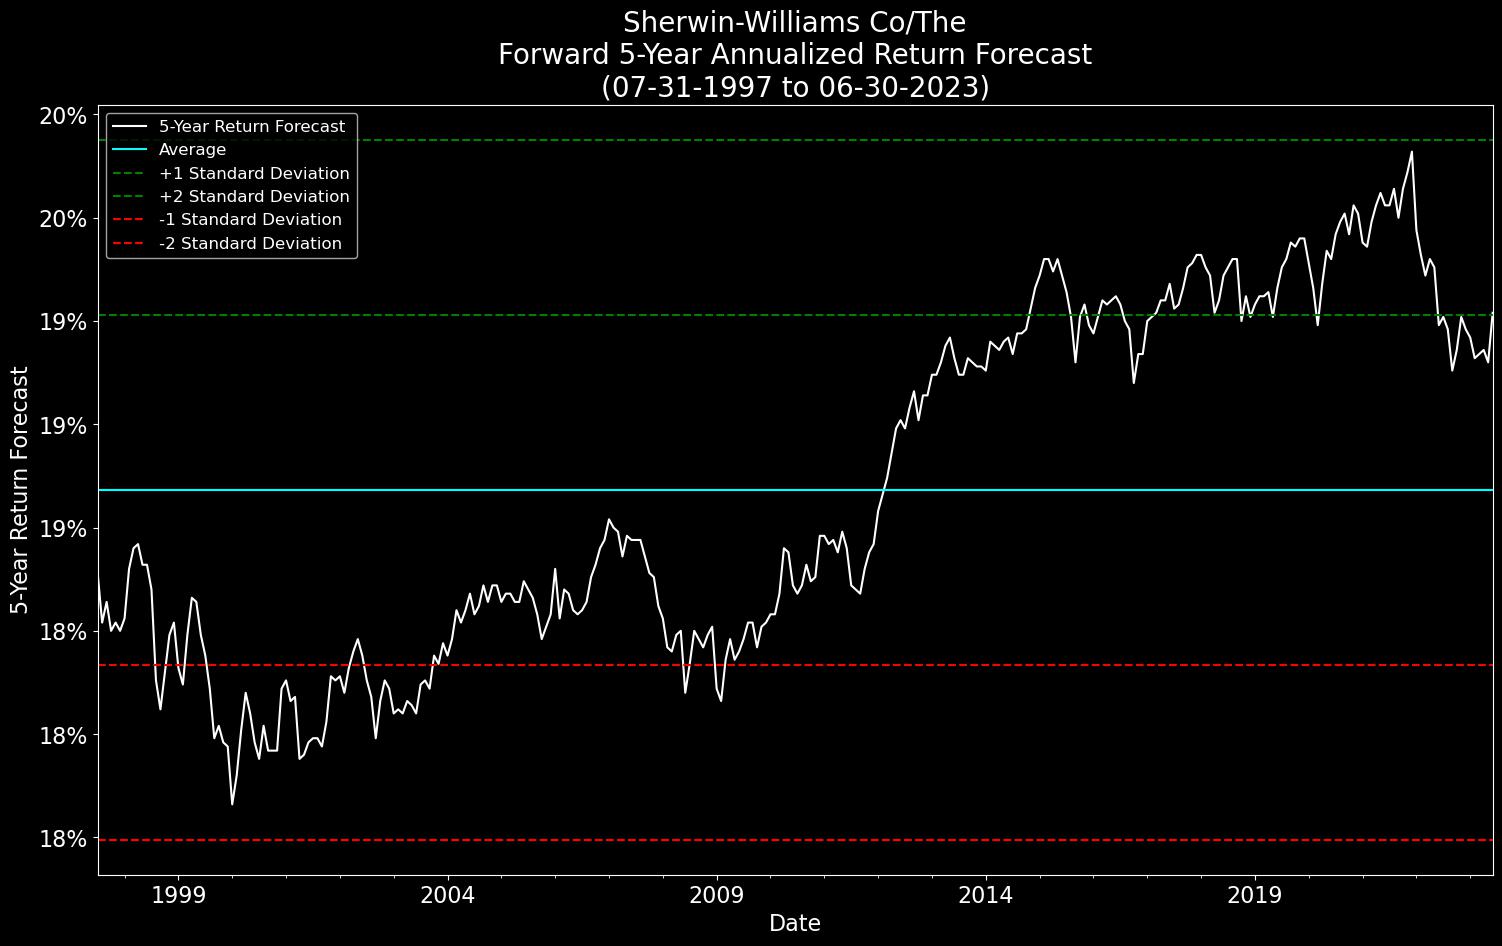 Sherwin-Williams Co/The
Forward 5-Year Annualized Return Forecast
(07-31-1997 to 06-30-2023)
5-Year Return Forecast
Average
+1 Standard Deviation
+2 Standard Deviation
-1 Standard Deviation
-2 Standard Deviation
20%
20%
19%
19%
19%
18%
18%
18%
5-Year Return Forecast
1999
2004
2009
2014
2019
Date